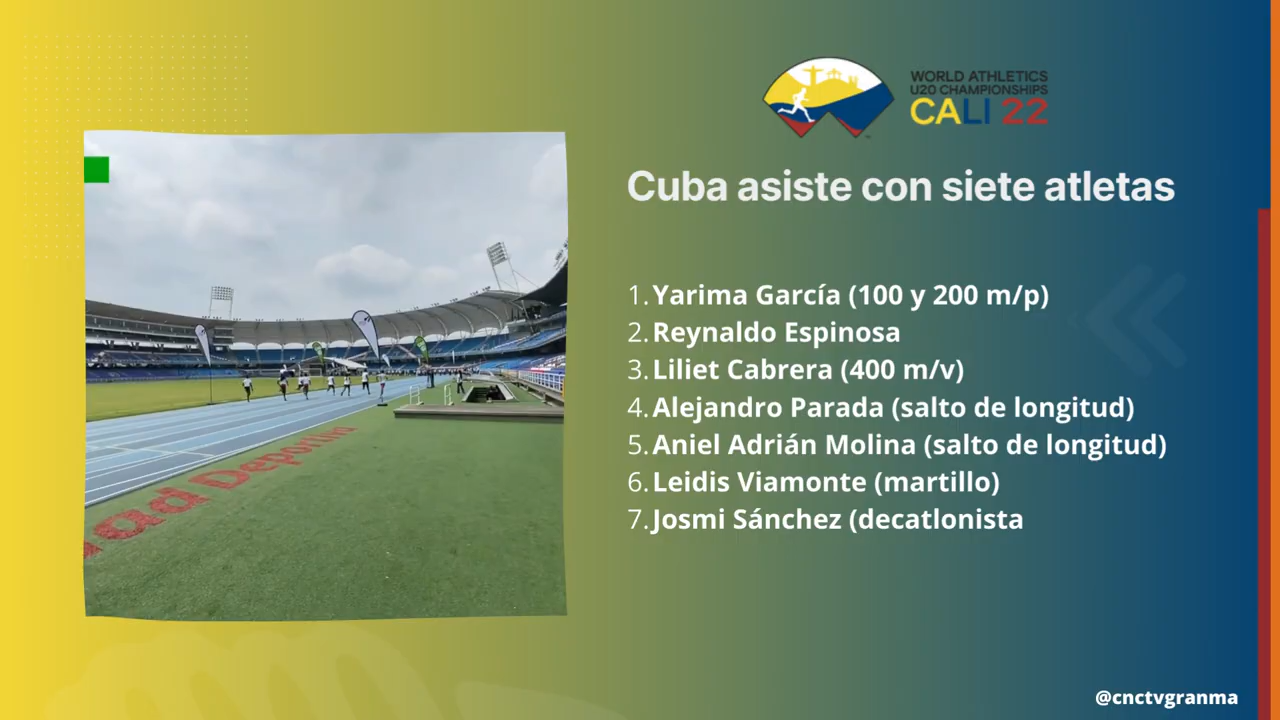 WORLD ATHLETICS
U20 CHAMPIONSHIPS
CALI 22
Cuba asiste con siete atletas
1. Yarima García (100 y 200 m/p)
2. Reynaldo Espinosa
3. Liliet Cabrera (400 m/v)
4. Alejandro Parada (salto de longitud)
5. Aniel Adrián Molina (salto de longitud)
6. Leidis Viamonte (martillo)
7. Josmi Sánchez (decatlonista
ad Deportiva
@cnctvgranma